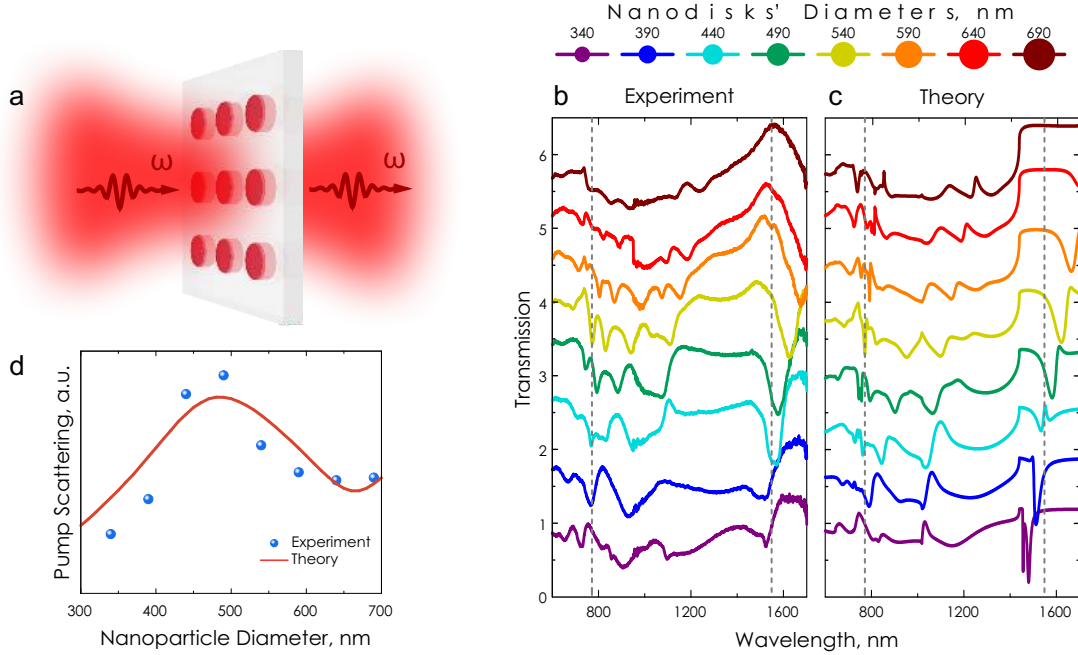 Nanodisks' Diameters, nm
340 390 440 490 540 590 640 690
a
b Experiment c Theory
ω
ω
6
5
4
3
2
1
0
Transmission
800 1200 1600 800 1200 1600
Wavelength, nm
d
Pump Scattering, a.u.
Experiment
Theory
300 400 500 600 700
Nanoparticle Diameter, nm